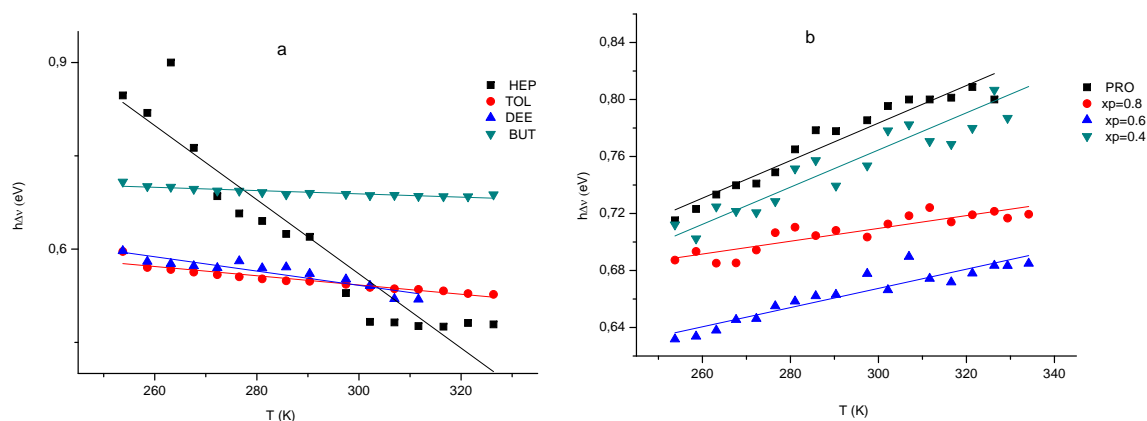 a
HEP
TOL
DEE
BUT
0,9
0,6
hΔν (eV)
260
280
300
320
T (K)
b
PRO
xp=0.8
xp=0.6
xp=0.4
0,84
0,80
0,76
0,72
0,68
0,64
hΔν (eV)
260
280
300
320
340
T (K)